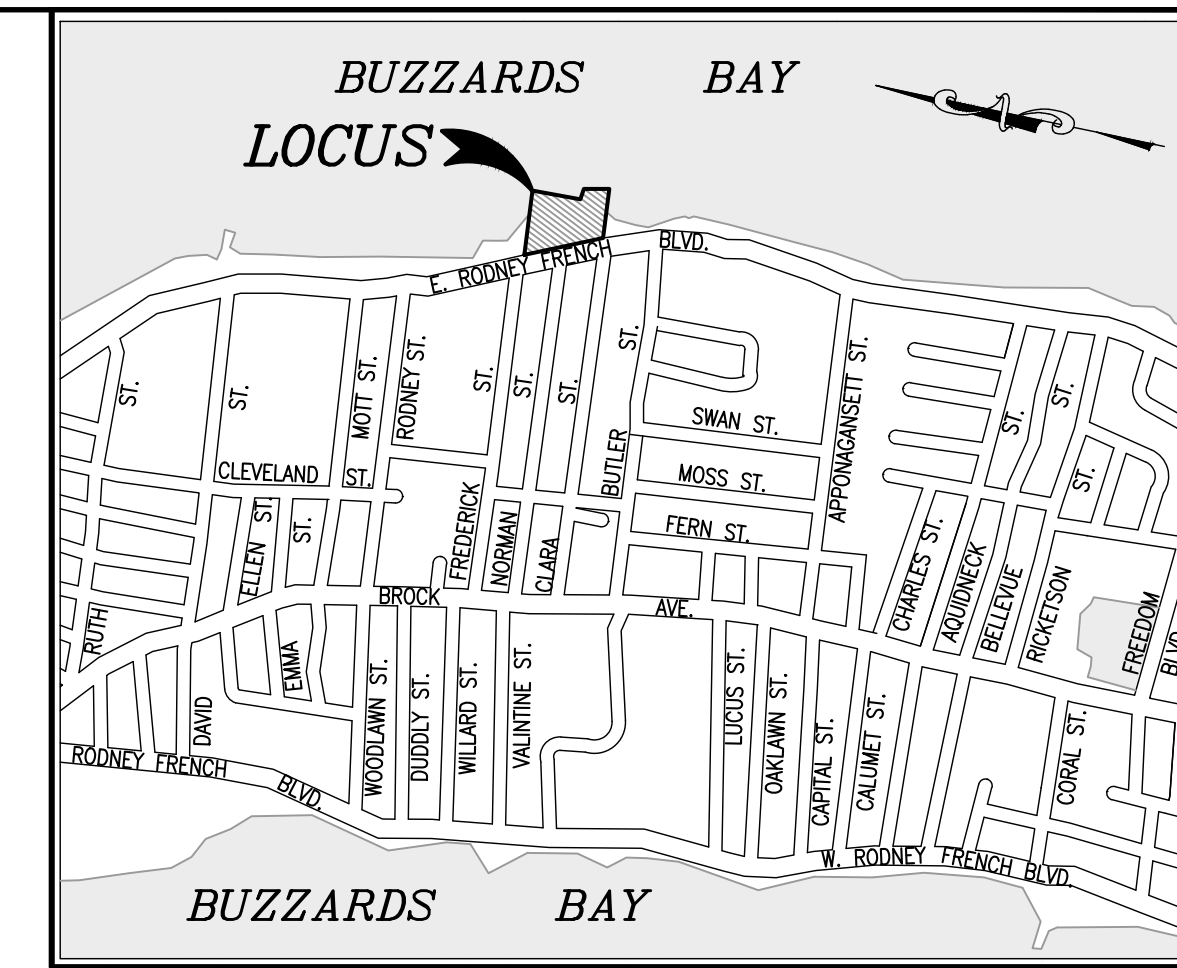 BUZZARDS BAY
LOCUS
N
E. RODNEY FRENCH BLVD.
ST.
ST.
MOTT ST.
RODNEY ST.
ST.
ST.
ST.
ST.
BUTLER
SWAN ST.
MOSS ST.
FERN ST.
APPONAGANSETT ST.
ST.
ST.
ST.
CLEVELAND ST.
ELLEN ST.
ST.
FREDERICK
NORMAN
CLARA
BROCK AVE.
CHARLES ST.
AQUIDNECK
BELLEVUE
RICKETSON
FREEDOM
BLVD.
RUTH
DAVID
EMMA
WOODLAWN ST.
DUDDLY ST.
WILLARD ST.
VALINTINE ST.
LUCUS ST.
OAKLAWN ST.
CAPITAL ST.
CALUMET ST.
CORAL ST.
RODNEY FRENCH BLVD.
W. RODNEY FRENCH BLVD.
BUZZARDS BAY